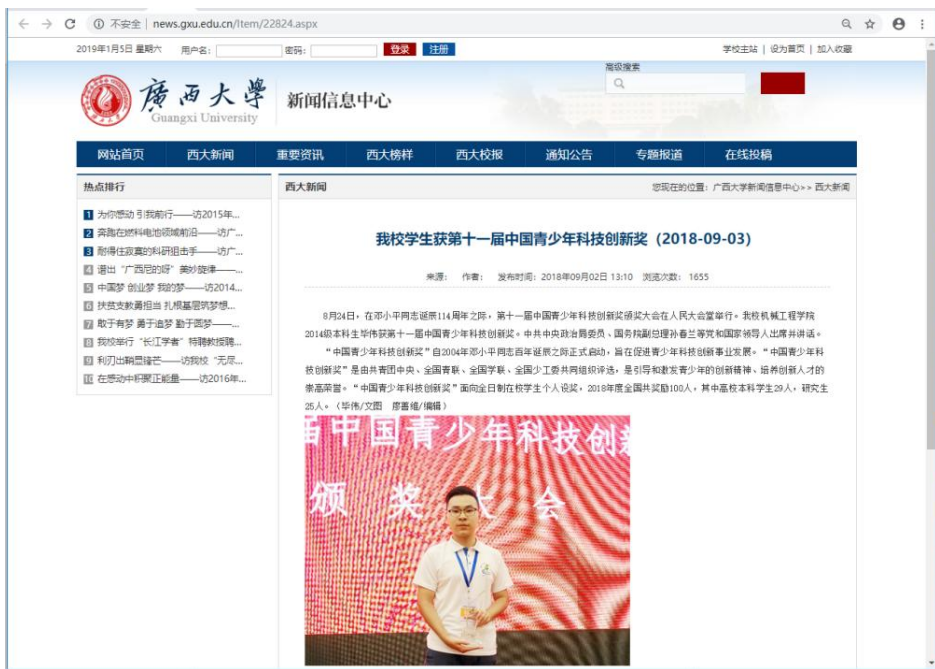 不安全 | news.gxu.edu.cn/Item/22824.aspx
2019年1月5日 星期六 用户名: 密码: 登录 注册 学校主站 | 设为首页 | 加入收藏
高级搜索
廣西大學
Guangxi University
新闻信息中心
网站首页 西大新闻 重要资讯 西大榜样 西大校报 通知公告 专题报道 在线投稿
热点排行
1 为你感动 引我前行——访2015年...
2 奔跑在燃料电池领域前沿——访广...
3 耐得住寂寞的科研狙击手——访广...
4 谱出“广西尼的呀”美妙旋律——...
5 中国梦 创业梦 我的梦——访2014...
6 扶贫支教勇担当 扎根基层筑梦想...
7 敢于有梦 勇于追梦 勤于圆梦——...
8 我校举行“长江学者”特聘教授聘...
9 利刃出鞘显锋芒——访我校“无尽...
10 在感动中积聚正能量——访2016年...
西大新闻 您现在的位置: 广西大学新闻信息中心>> 西大新闻
我校学生获第十一届中国青少年科技创新奖（2018-09-03）
来源: 作者: 发布时间: 2018年09月02日 13:10 浏览次数: 1655
8月24日，在邓小平同志诞辰114周年之际，第十一届中国青少年科技创新奖颁奖大会在人民大会堂举行。我校机械工程学院
2014级本科生毕伟获第十一届中国青少年科技创新奖。中共中央政治局委员、国务院副总理孙春兰等党和国家领导人出席并讲话。
“中国青少年科技创新奖”自2004年邓小平同志百年诞辰之际正式启动，旨在促进青少年科技创新事业发展。“中国青少年科
技创新奖”是由共青团中央、全国青联、全国学联、全国少工委共同组织评选，是引导和激发青少年的创新精神、培养创新人才的
崇高荣誉。“中国青少年科技创新奖”面向全日制在校学生个人设奖，2018年度全国共奖励100人，其中高校本科学生29人，研究生
25人。（毕伟/文图 廖善维/编辑）
届中国青少年科技创新
颁奖大会